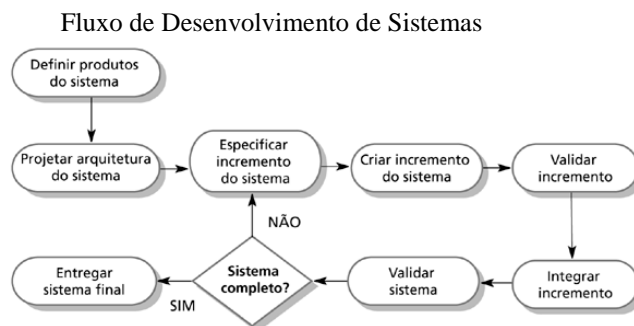 Fluxo de Desenvolvimento de Sistemas
Definir produtos
do sistema
Projetar arquitetura
do sistema
Especificar
incremento
do sistema
Criar incremento
do sistema
Validar
incremento
NÃO
Entregar
sistema final
SIM
Sistema
completo?
Validar
sistema
Integrar
incremento